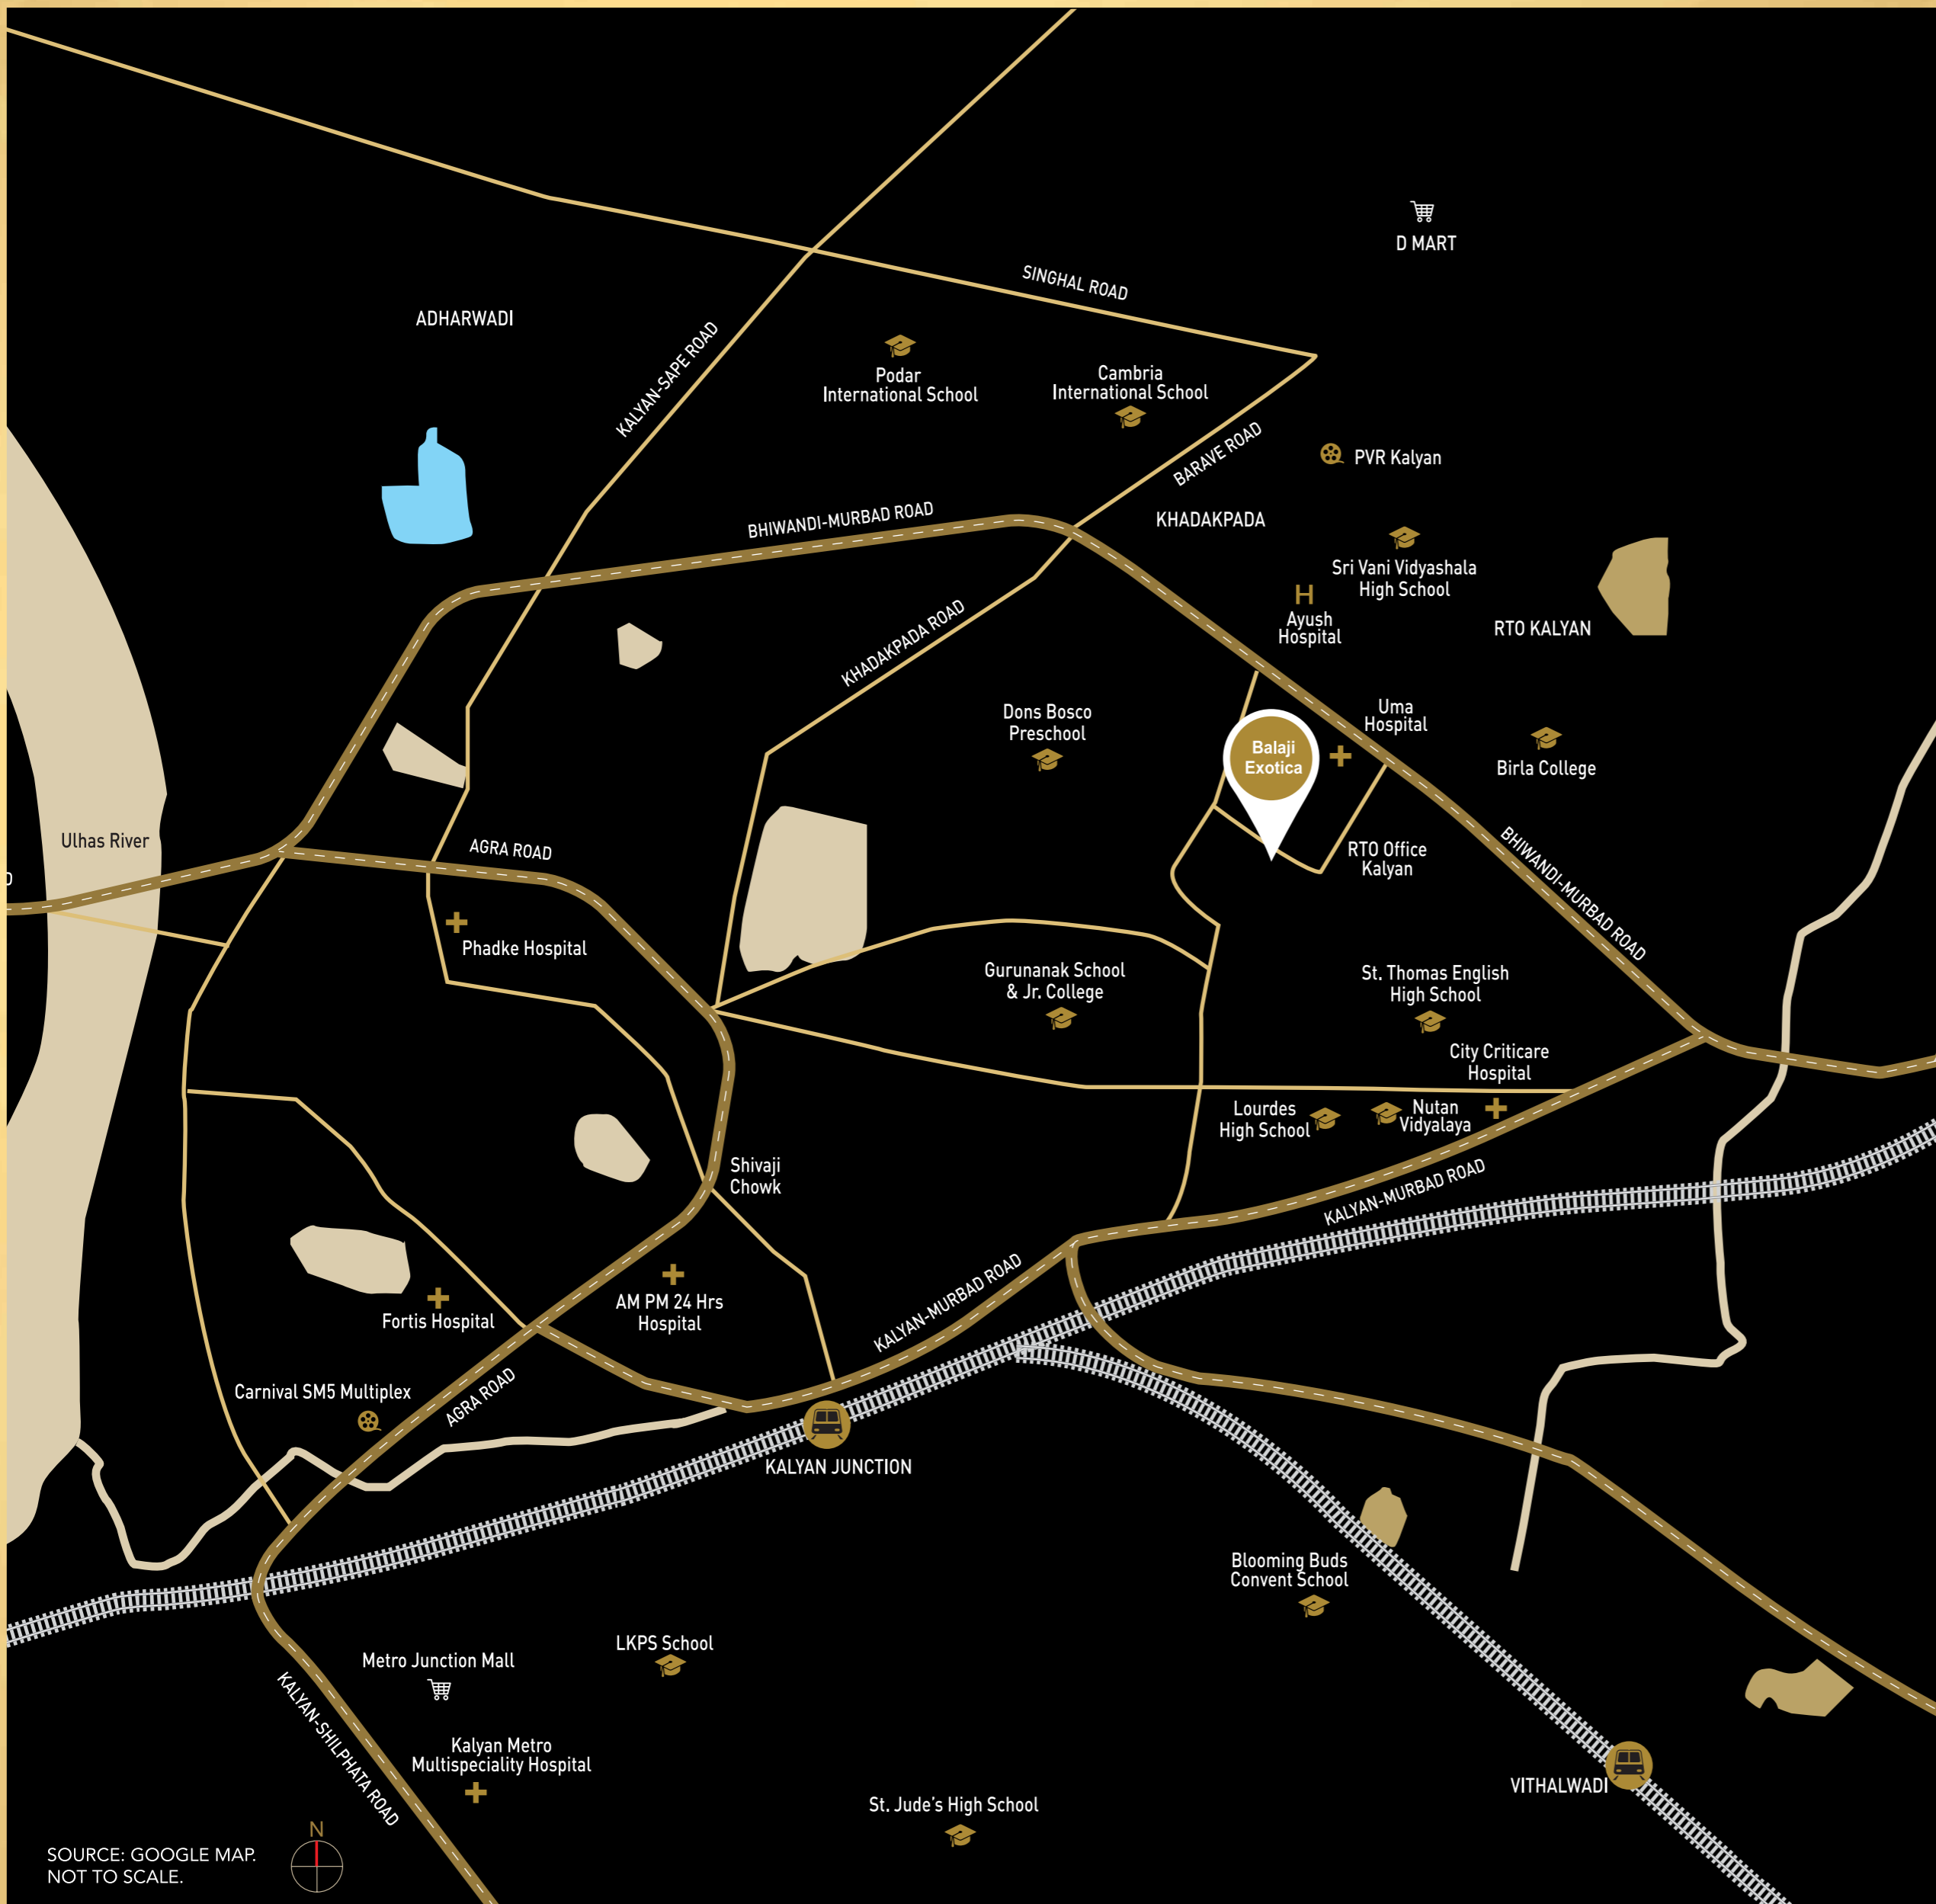 D MART
SINGHAL ROAD
ADHARWADI
KALYAN-SAPE ROAD
Podar
International School
Cambria
International School
BARAVE ROAD
PVR Kalyan
BHIWANDI-MURBAD ROAD
KHADAKPADA
Sri Vani Vidyashala
High School
H
Ayush
Hospital
RTO KALYAN
KHADAKPADA ROAD
Dons Bosco
Preschool
Uma
Hospital
Balaji
Exotica
Birla College
Ulhas River
AGRA ROAD
RTO Office
Kalyan
D
BHIWANDI-MURBAD ROAD
Phadke Hospital
Gurunanak School
& Jr. College
St. Thomas English
High School
City Criticare
Hospital
Lourdes
High School
Nutan
Vidyalaya
Shivaji
Chowk
KALYAN-MURBAD ROAD
Fortis Hospital
AM PM 24 Hrs
Hospital
KALYAN-MURBAD ROAD
Carnival SM5 Multiplex
AGRA ROAD
KALYAN JUNCTION
Blooming Buds
Convent School
LKPS School
Metro Junction Mall
KALYAN-SHILPHATA ROAD
Kalyan Metro
Multispeciality Hospital
VITHALWADI
St. Jude's High School
N
SOURCE: GOOGLE MAP.
NOT TO SCALE.